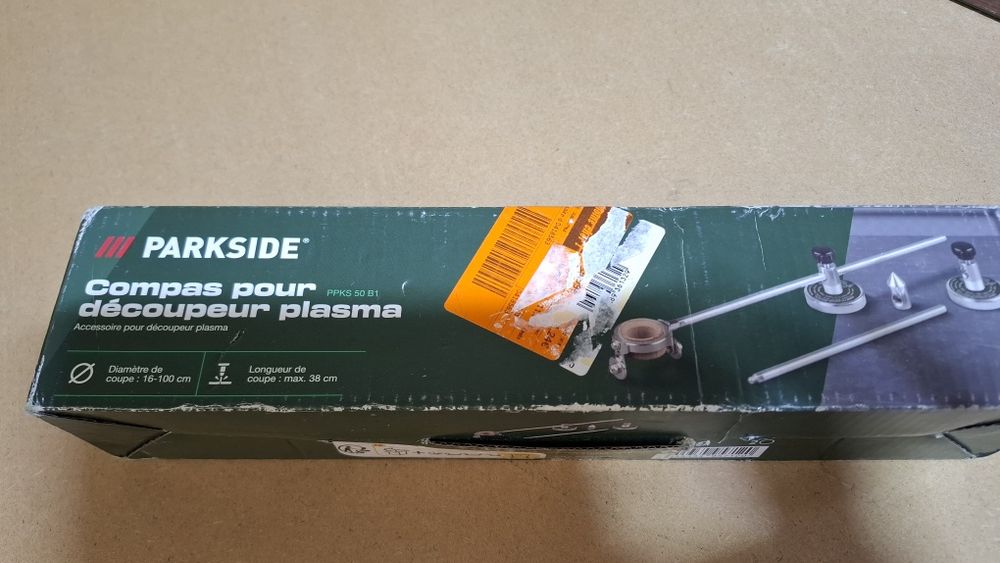 PARKSIDE®
Compas pour
découpeur plasma
PPKS 50 B1
Accessoire pour découpeur plasma
Diamètre de
coupe : 16-100 cm
Longueur de
coupe : max. 38 cm